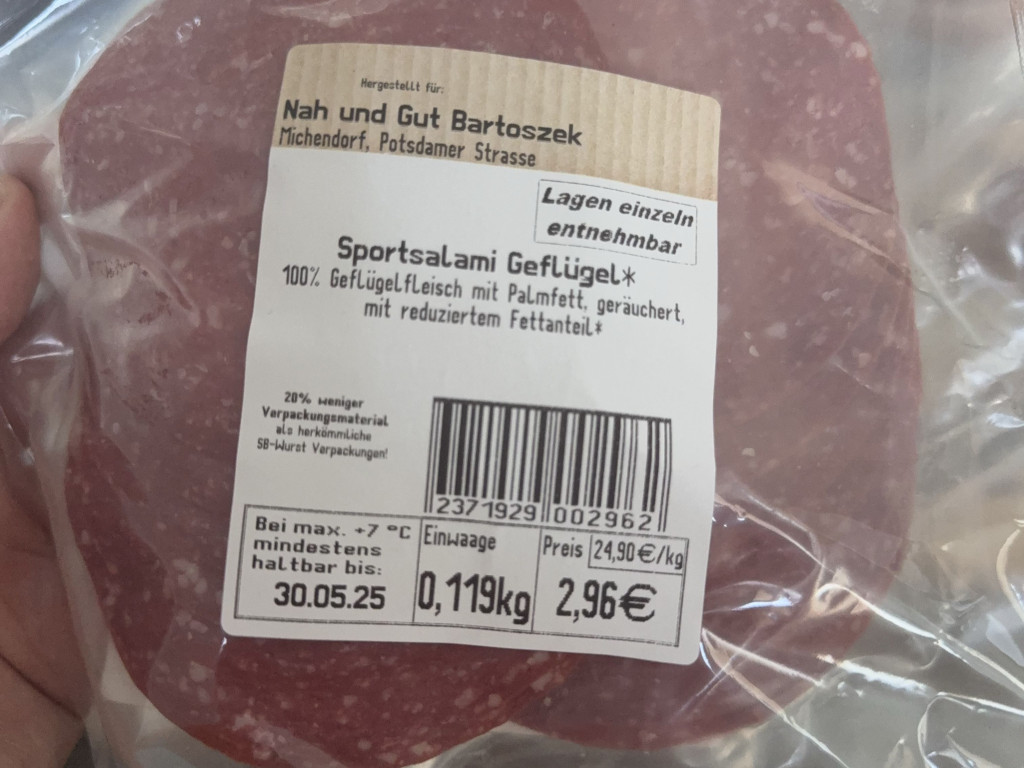 Hergestellt für:
Nah und Gut Bartoszek
Michendorf, Potsdamer Strasse
Lagen einzeln
entnehmbar
Sportsalami Geflügel*
100% Geflügelfleisch mit Palmfett, geräuchert,
mit reduziertem Fettanteil*
20% weniger
Verpackungsmaterial
als herkömmliche
SB-Wurst Verpackungen!
2371929 002962
Bei max. +7 °C
mindestens
haltbar bis:
30.05.25
Einwaage
0,119kg
Preis 24,90€/kg
2,96€